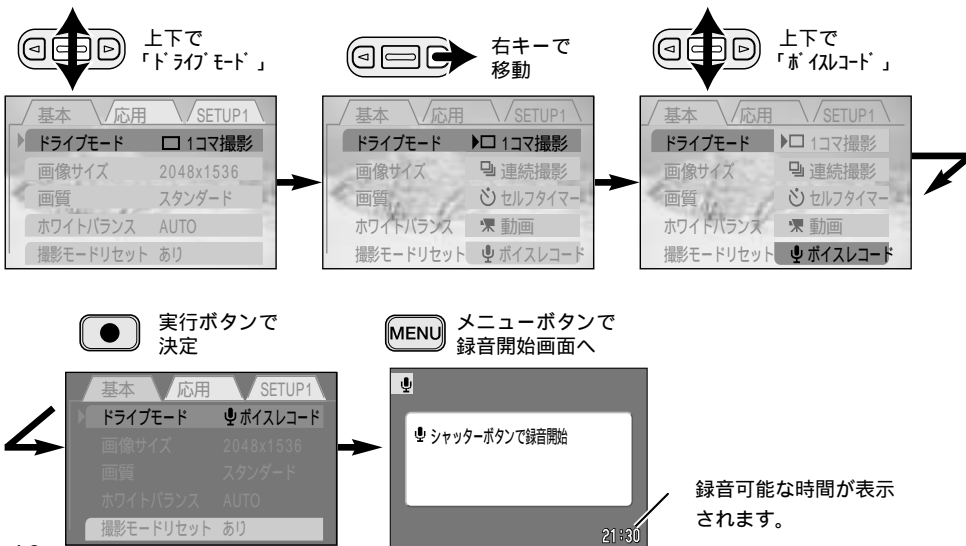 上下で
「ﾄﾞﾗｲﾌﾞﾓｰﾄﾞ」
基本 応用 SETUP1
ドライブモード 1コマ撮影
画像サイズ 2048x1536
画質 スタンダード
ホワイトバランス AUTO
撮影モードリセット あり
右キーで
移動
基本 応用 SETUP1
ドライブモード 1コマ撮影
画像サイズ 連続撮影
画質 セルフタイマー
ホワイトバランス 動画
撮影モードリセット ボイスレコード
上下で
「ﾎﾞｲｽﾚｺｰﾄﾞ」
基本 応用 SETUP1
ドライブモード 1コマ撮影
画像サイズ 連続撮影
画質 セルフタイマー
ホワイトバランス 動画
撮影モードリセット ボイスレコード
実行ボタンで
決定
基本 応用 SETUP1
ドライブモード ボイスレコード
画像サイズ 2048x1536
画質 スタンダード
ホワイトバランス AUTO
撮影モードリセット あり
MENU
メニューボタンで
録音開始画面へ
シャッターボタンで録音開始
21:30
録音可能な時間が表示
されます。